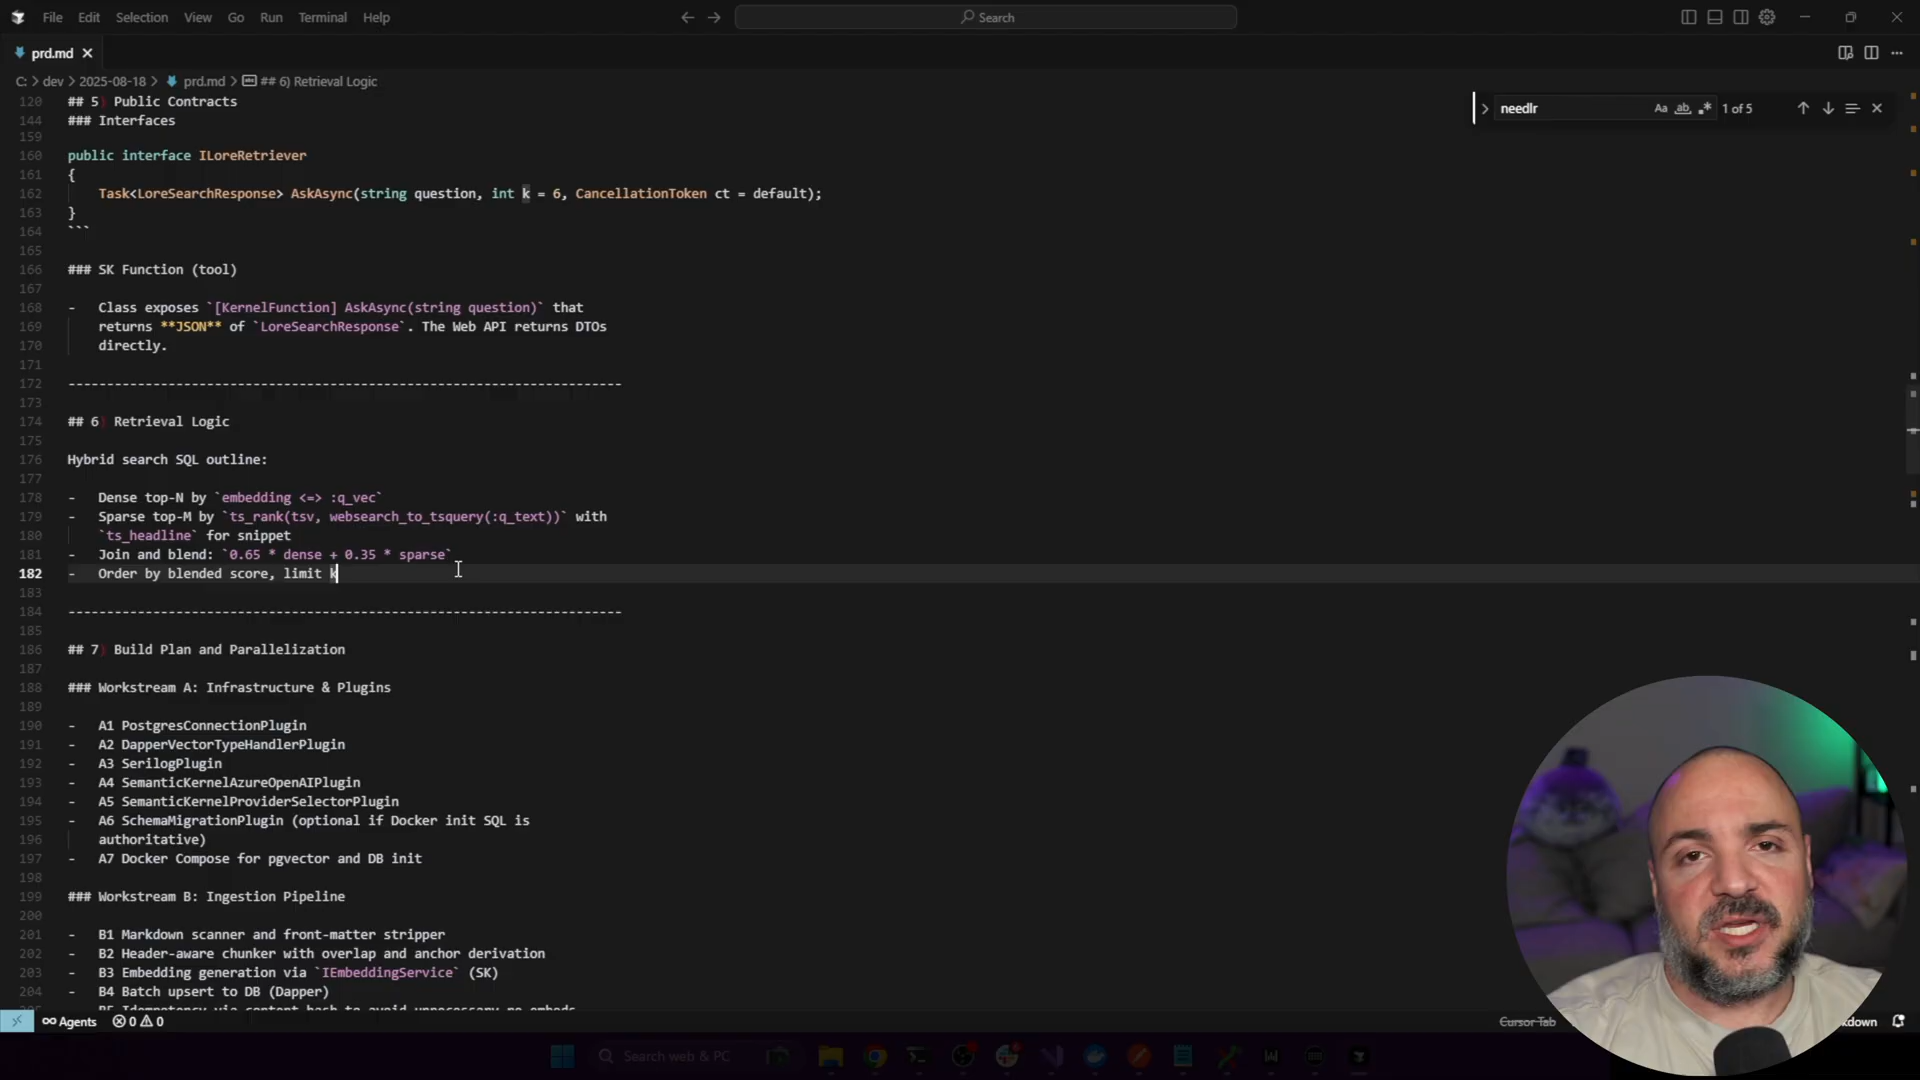 File Edit Selection View Go Run Terminal Help
Search
prd.md
C: > dev > 2025-08-18 > prd.md > ## 6) Retrieval Logic
needlr Aa ab 1 of 5
120 ## 5) Public Contracts
144 ### Interfaces
159
160 public interface ILoreRetriever
161 {
162 Task<LoreSearchResponse> AskAsync(string question, int k = 6, CancellationToken ct = default);
163 }
164 ```
165
166 ### SK Function (tool)
167
168 - Class exposes `[KernelFunction] AskAsync(string question)` that
169 returns **JSON** of `LoreSearchResponse`. The Web API returns DTOs
170 directly.
171
172 ------------------------------------------------------------------------
173
174 ## 6) Retrieval Logic
175
176 Hybrid search SQL outline:
177
178 - Dense top-N by `embedding <=> :q_vec`
179 - Sparse top-M by `ts_rank(tsv, websearch_to_tsquery(:q_text))` with
180 `ts_headline` for snippet
181 - Join and blend: `0.65 * dense + 0.35 * sparse`
182 - Order by blended score, limit k
183
184 ------------------------------------------------------------------------
185
186 ## 7) Build Plan and Parallelization
187
188 ### Workstream A: Infrastructure & Plugins
189
190 - A1 PostgresConnectionPlugin
191 - A2 DapperVectorTypeHandlerPlugin
192 - A3 SerilogPlugin
193 - A4 SemanticKernelAzureOpenAIPlugin
194 - A5 SemanticKernelProviderSelectorPlugin
195 - A6 SchemaMigrationPlugin (optional if Docker init SQL is
196 authoritative)
197 - A7 Docker Compose for pgvector and DB init
198
199 ### Workstream B: Ingestion Pipeline
200
201 - B1 Markdown scanner and front-matter stripper
202 - B2 Header-aware chunker with overlap and anchor derivation
203 - B3 Embedding generation via `IEmbeddingService` (SK)
204 - B4 Batch upsert to DB (Dapper)
Agents 0 0
Cursor Tab
Search web & PC